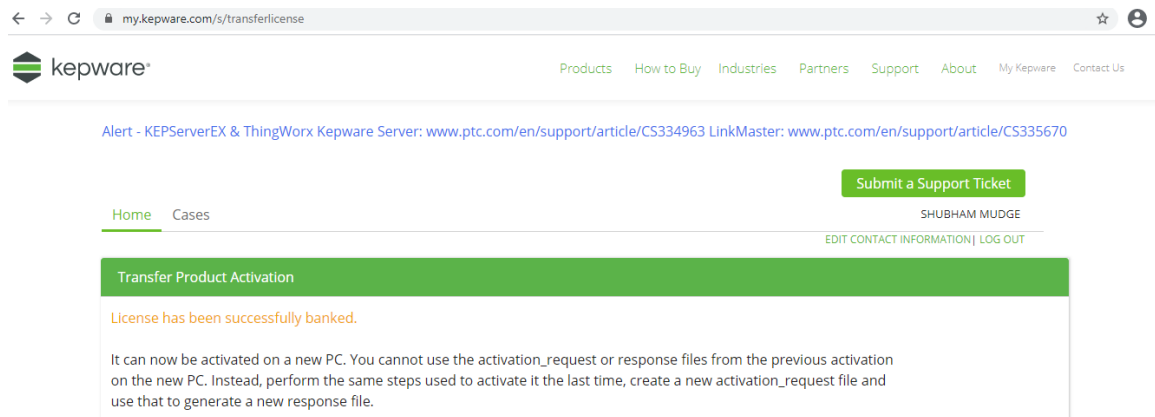 my.kepware.com/s/transferlicense
kepware®
Products How to Buy Industries Partners Support About My Kepware Contact Us
Alert - KEPServerEX & ThingWorx Kepware Server: www.ptc.com/en/support/article/CS334963 LinkMaster: www.ptc.com/en/support/article/CS335670
Submit a Support Ticket
Home Cases
SHUBHAM MUDGE
EDIT CONTACT INFORMATION| LOG OUT
Transfer Product Activation
License has been successfully banked.
It can now be activated on a new PC. You cannot use the activation_request or response files from the previous activation
on the new PC. Instead, perform the same steps used to activate it the last time, create a new activation_request file and
use that to generate a new response file.